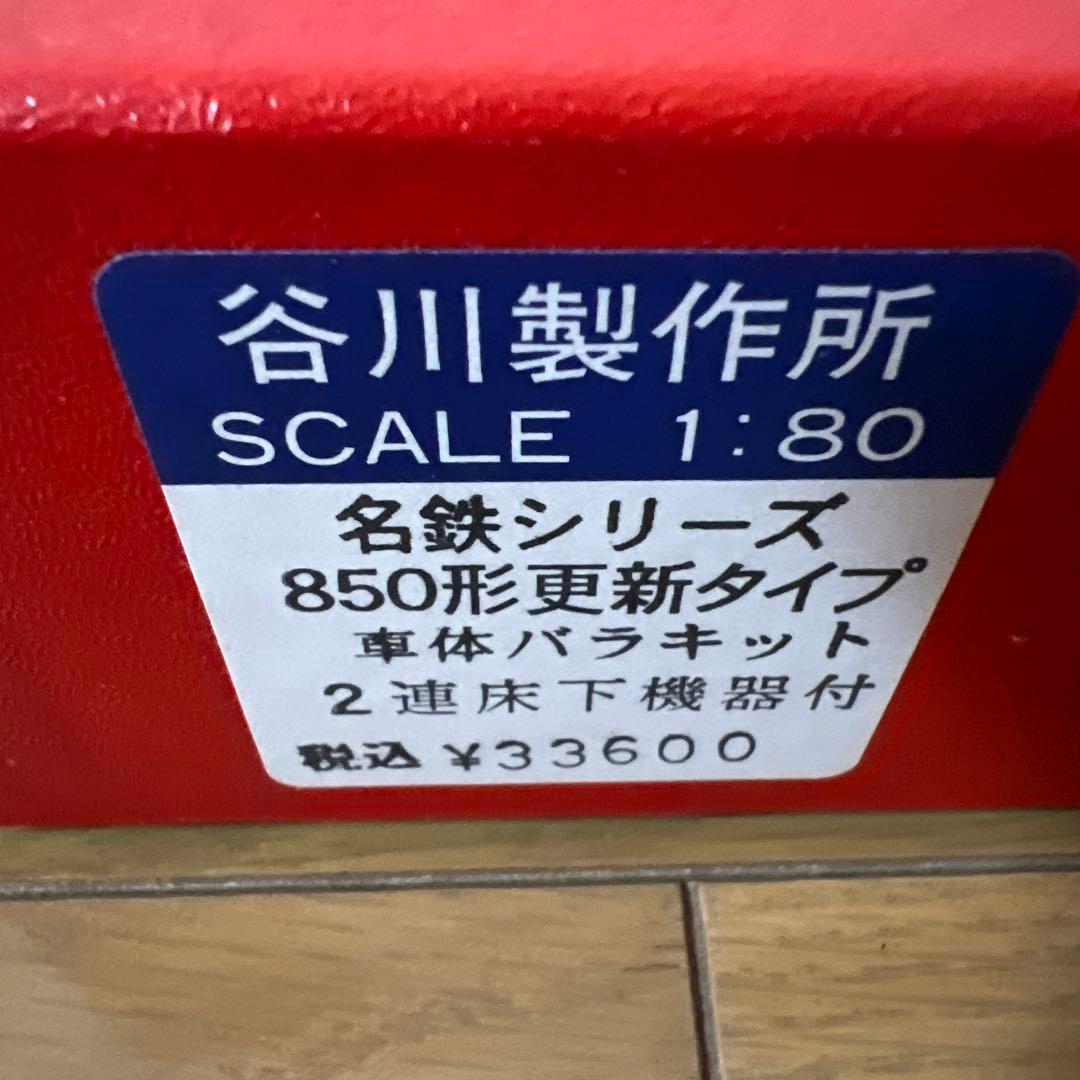 谷川製作所
SCALE 1:80
名鉄シリーズ
850形更新タイプ
車体バラキット
2連床下機器付
税込 ¥33600